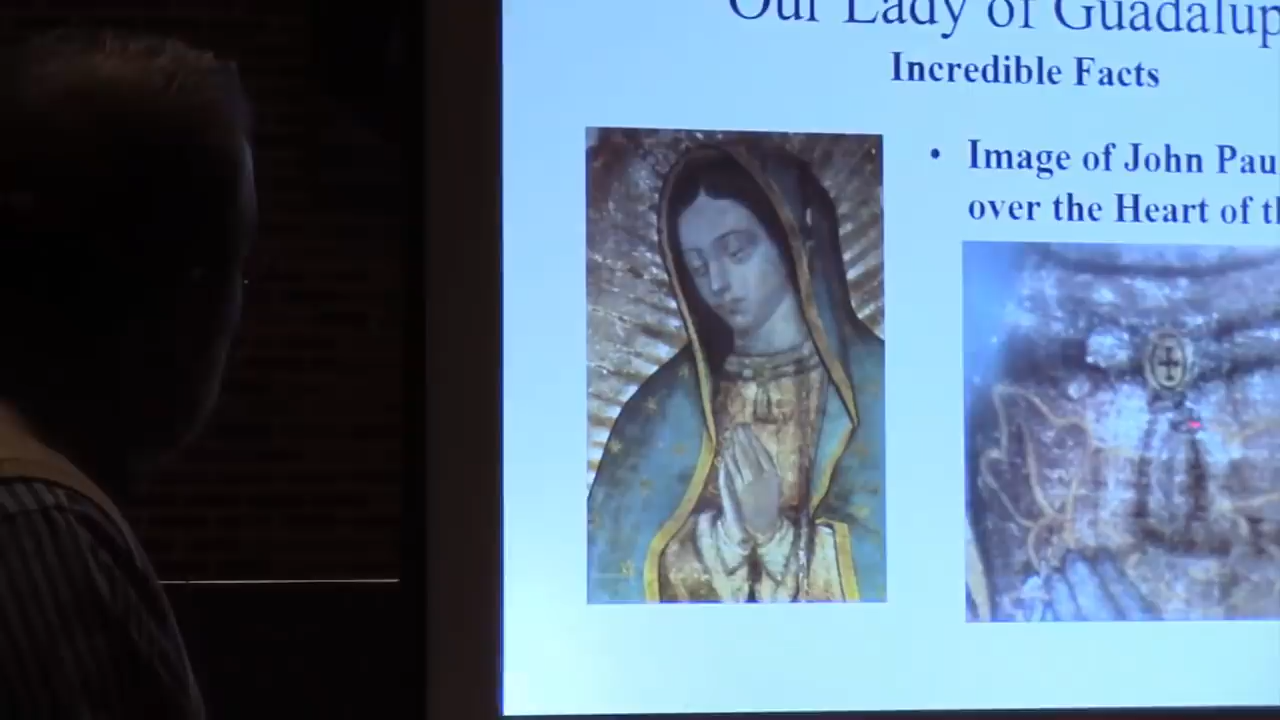 Our Lady of Guadalup
Incredible Facts
• Image of John Pau
over the Heart of th